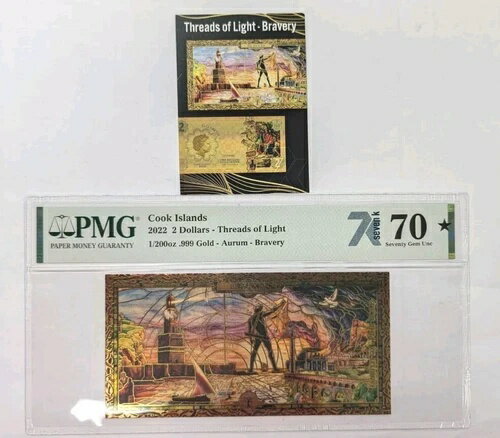 Threads of Light - Bravery
PMG
PAPER MONEY GUARANTY
Cook Islands
2022 2 Dollars - Threads of Light
1/200oz .999 Gold - Aurum - Bravery
7k
seven k
70 ★
Seventy Gem Unc